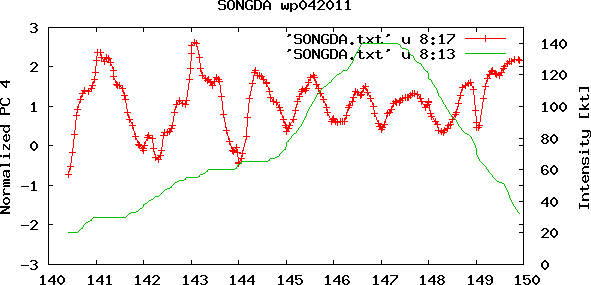 SONGDA wp042011
'SONGDA.txt' u 8:17
'SONGDA.txt' u 8:13
Normalized PC 4
3
2
1
0
-1
-2
-3
Intensity [kt]
140
120
100
80
60
40
20
0
140 141 142 143 144 145 146 147 148 149 150